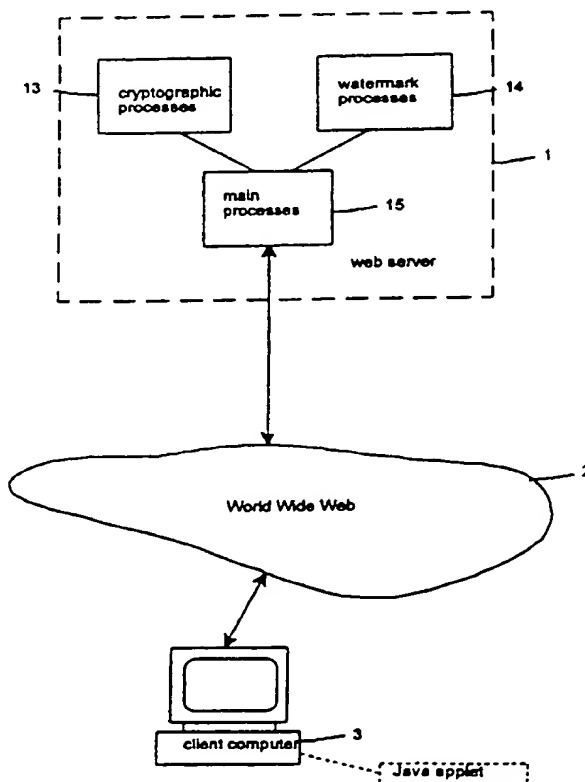 13
cryptographic
processes
watermark
processes
14
1
main
processes
15
web server
2
World Wide Web
client computer
3
Java applet